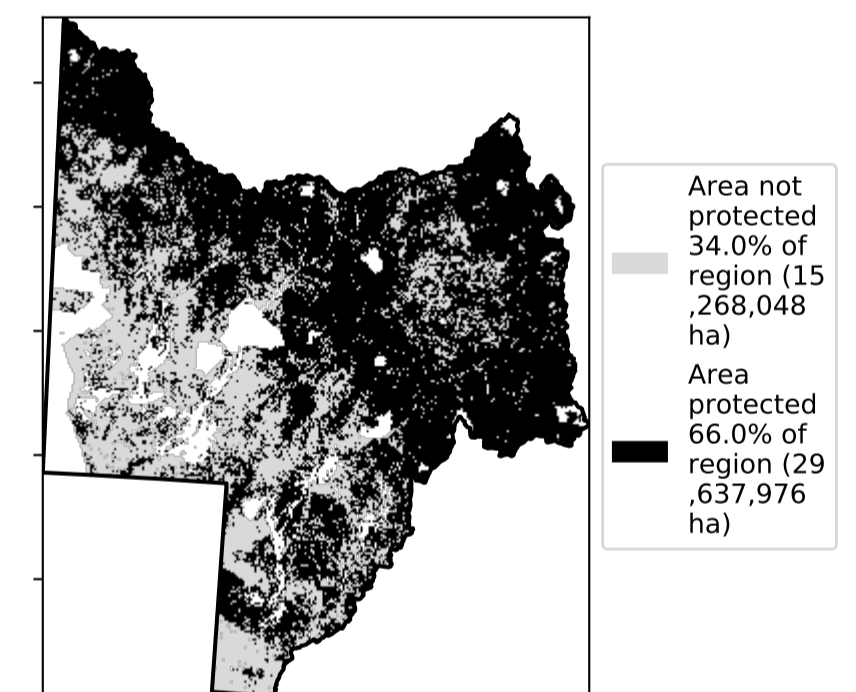 Area not
protected
34.0% of
region (15
,268,048
ha)
Area
protected
66.0% of
region (29
,637,976
ha)